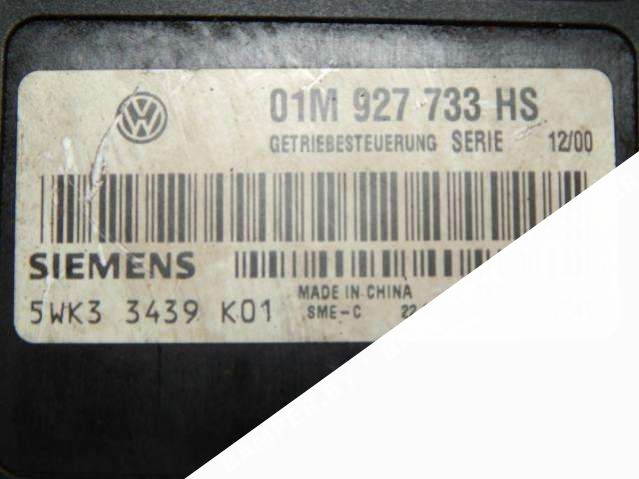 01M 927 733 HS
GETRIEBESTEUERUNG SERIE 12/00
SIEMENS
MADE IN CHINA
5WK3 3439 K01 SME-C